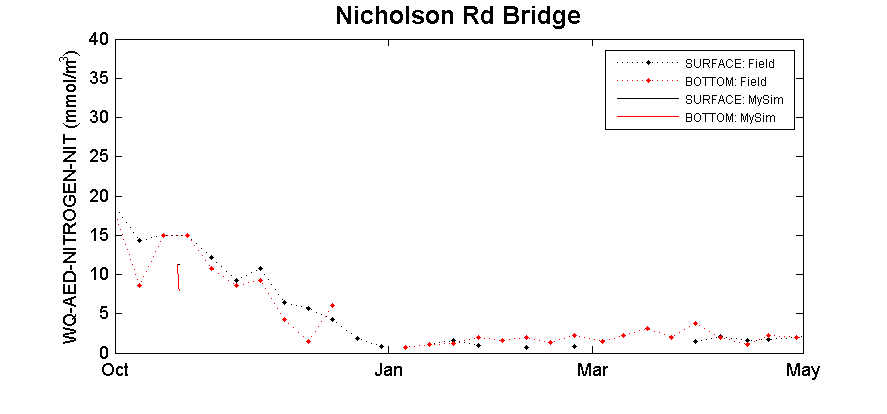 Nicholson Rd Bridge
WQ-AED-NITROGEN-NIT (mmol/m³)
40
35
30
25
20
15
10
5
0
Oct
Jan
Mar
May
SURFACE: Field
BOTTOM: Field
SURFACE: MySim
BOTTOM: MySim